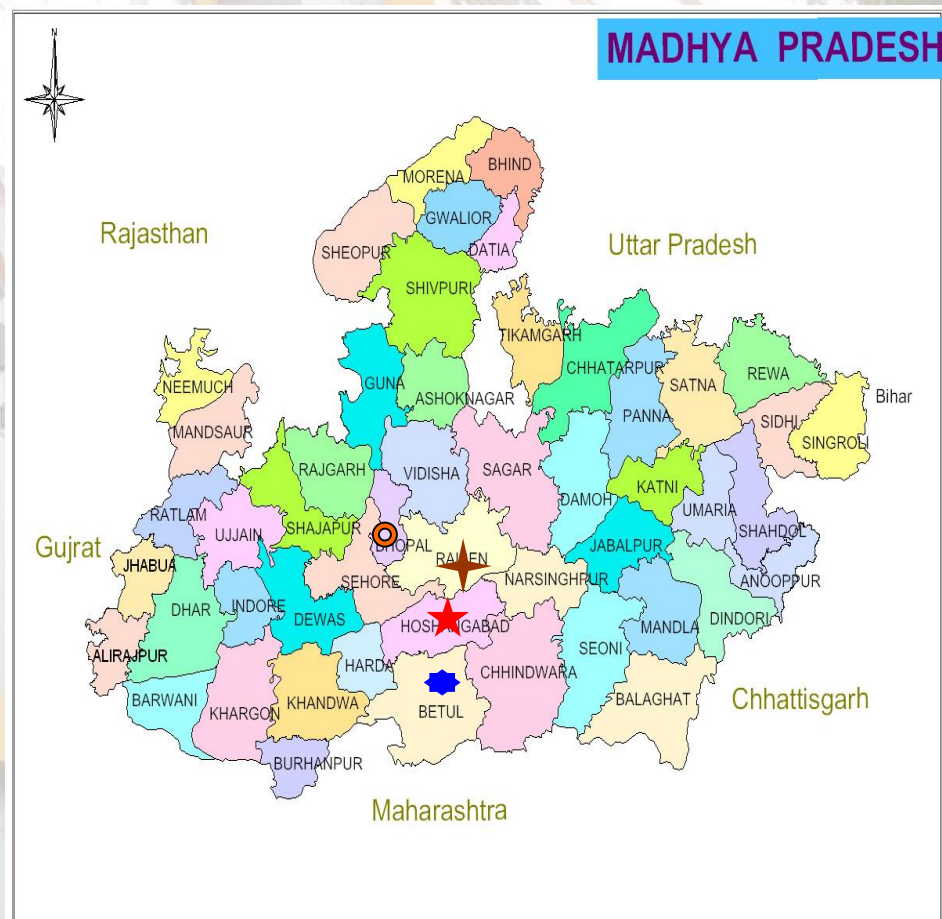 MADHYA PRADESH
N
BHIND
MORENA
GWALIOR
Rajasthan
Uttar Pradesh
DATIA
SHEOPUR
SHIVPURI
TIKAMGARH
CHHATARPUR
REWA
NEEMUCH
GUNA
SATNA
ASHOKNAGAR
Bihar
PANNA
SIDHI
MANDSAUR
SINGROLI
RAJGARH
VIDISHA
SAGAR
KATNI
DAMOH
UMARIA
RATLAM
SHAJAPUR
SHAHDOL
UJJAIN
Gujrat
BHOPAL
JABALPUR
RAISEN
JHABUA
SEHORE
NARSINGHPUR
ANOOPPUR
DHAR
INDORE
DEWAS
HOSHANGABAD
MANDLA
DINDORI
SEONI
ALIRAJPUR
HARDA
CHHINDWARA
BARWANI
KHANDWA
BALAGHAT
Chhattisgarh
KHARGON
BETUL
BURHANPUR
Maharashtra